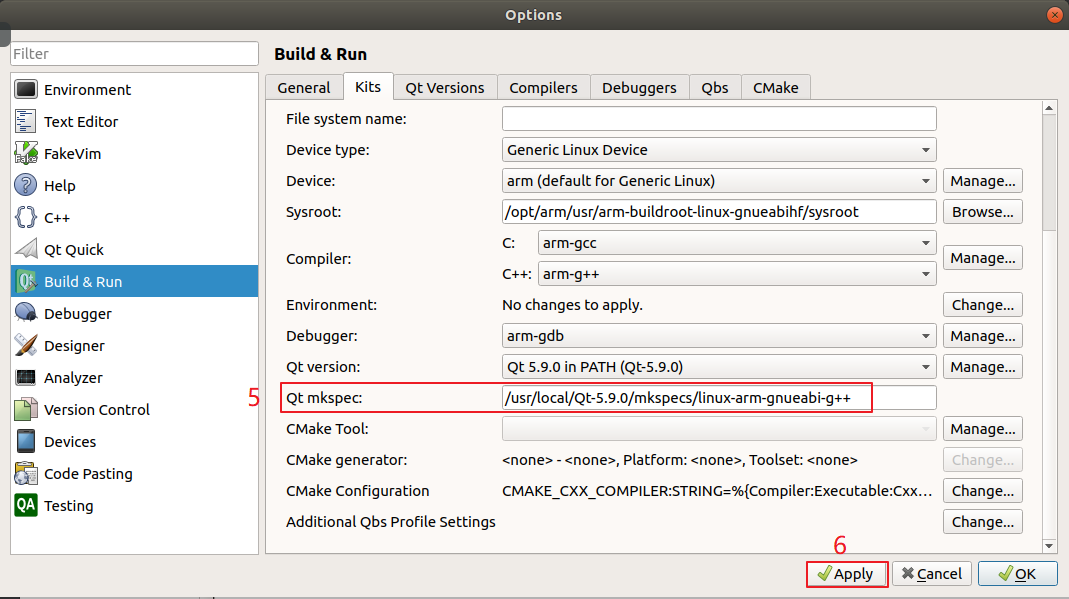 Options
Filter
Build & Run
Environment
Text Editor
FakeVim
Help
C++
Qt Quick
Build & Run
Debugger
Designer
Analyzer
Version Control
Devices
Code Pasting
QA Testing
General Kits Qt Versions Compilers Debuggers Qbs CMake
File system name:
Device type: Generic Linux Device
Device: arm (default for Generic Linux) Manage...
Sysroot: /opt/arm/usr/arm-buildroot-linux-gnueabihf/sysroot Browse...
Compiler: C: arm-gcc Manage...
C++: arm-g++
Environment: No changes to apply. Change...
Debugger: arm-gdb Manage...
Qt version: Qt 5.9.0 in PATH (Qt-5.9.0) Manage...
5 Qt mkspec: /usr/local/Qt-5.9.0/mkspecs/linux-arm-gnueabi-g++
CMake Tool: Manage...
CMake generator: <none> - <none>, Platform: <none>, Toolset: <none> Change...
CMake Configuration CMAKE_CXX_COMPILER:STRING=%{Compiler:Executable:Cxx... Change...
Additional Qbs Profile Settings Change...
6
Apply Cancel OK